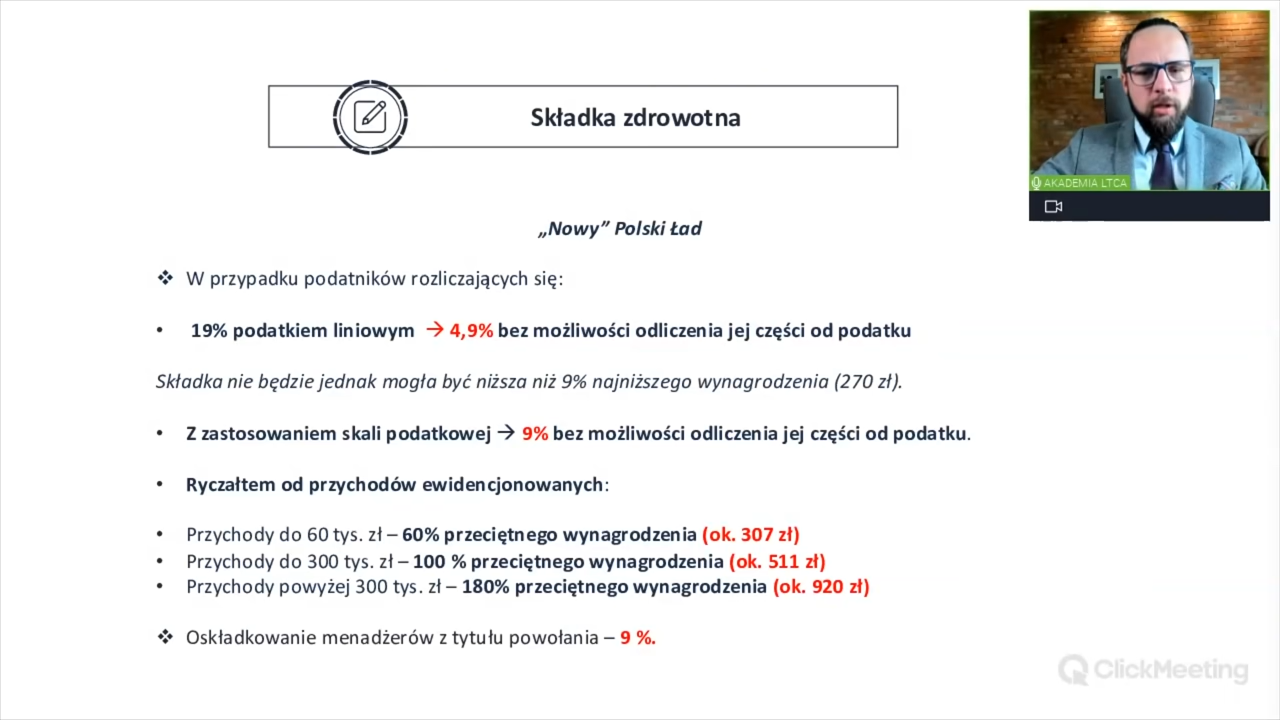 Składka zdrowotna
AKADEMIA LTCA
„Nowy” Polski Ład
❖ W przypadku podatników rozliczających się:
• 19% podatkiem liniowym → 4,9% bez możliwości odliczenia jej części od podatku
Składka nie będzie jednak mogła być niższa niż 9% najniższego wynagrodzenia (270 zł).
• Z zastosowaniem skali podatkowej → 9% bez możliwości odliczenia jej części od podatku.
• Ryczałtem od przychodów ewidencjonowanych:
• Przychody do 60 tys. zł – 60% przeciętnego wynagrodzenia (ok. 307 zł)
• Przychody do 300 tys. zł – 100 % przeciętnego wynagrodzenia (ok. 511 zł)
• Przychody powyżej 300 tys. zł – 180% przeciętnego wynagrodzenia (ok. 920 zł)
❖ Oskładkowanie menadżerów z tytułu powołania – 9 %.
ClickMeeting